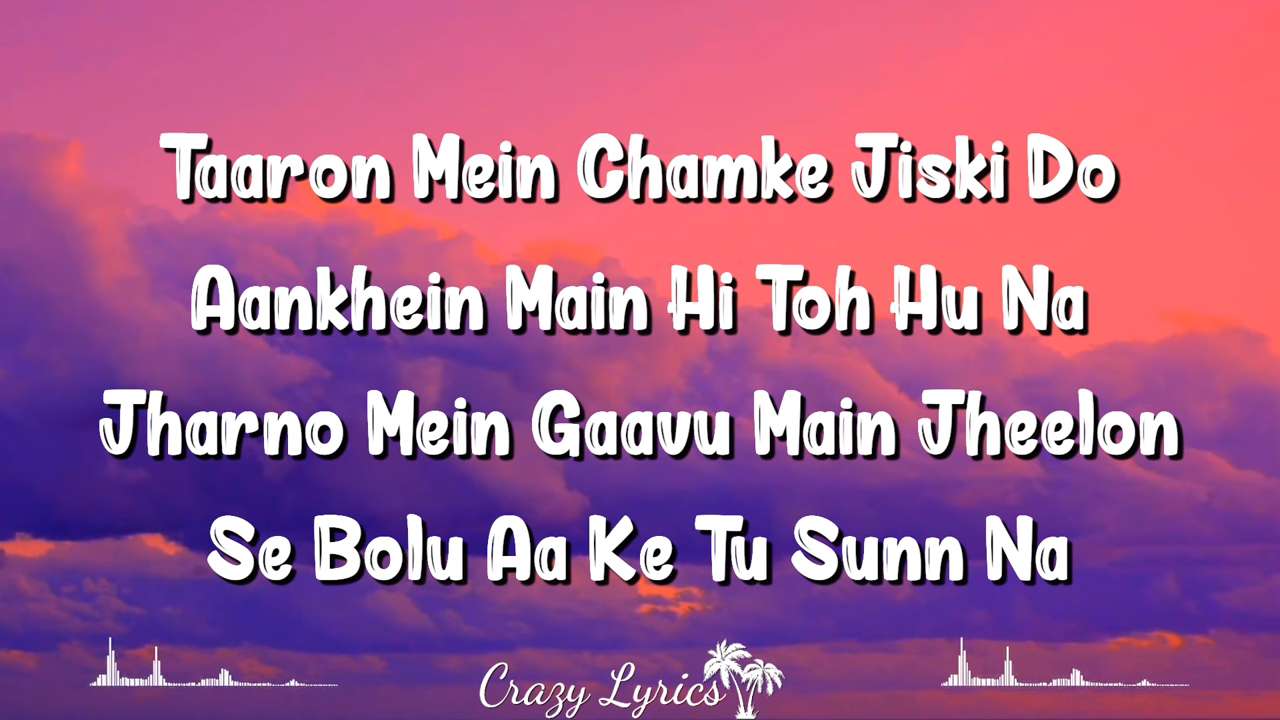 Taaron Mein Chamke Jiski Do
Aankhein Main Hi Toh Hu Na
Jharno Mein Gaavu Main Jheelon
Se Bolu Aa Ke Tu Sunn Na
Crazy Lyrics